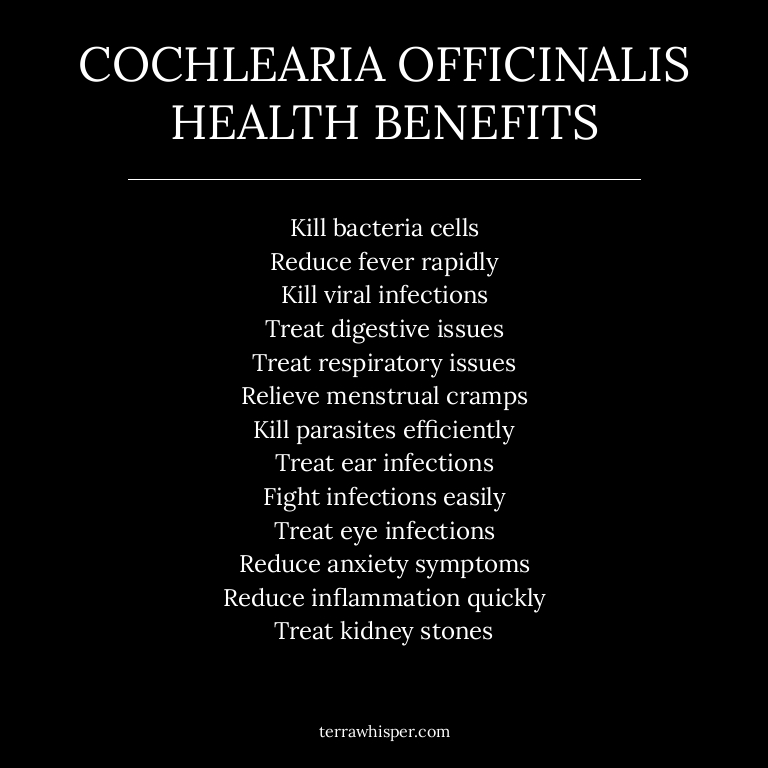 COCHLEARIA OFFICINALIS
HEALTH BENEFITS
Kill bacteria cells
Reduce fever rapidly
Kill viral infections
Treat digestive issues
Treat respiratory issues
Relieve menstrual cramps
Kill parasites efficiently
Treat ear infections
Fight infections easily
Treat eye infections
Reduce anxiety symptoms
Reduce inflammation quickly
Treat kidney stones
terrawhisper.com